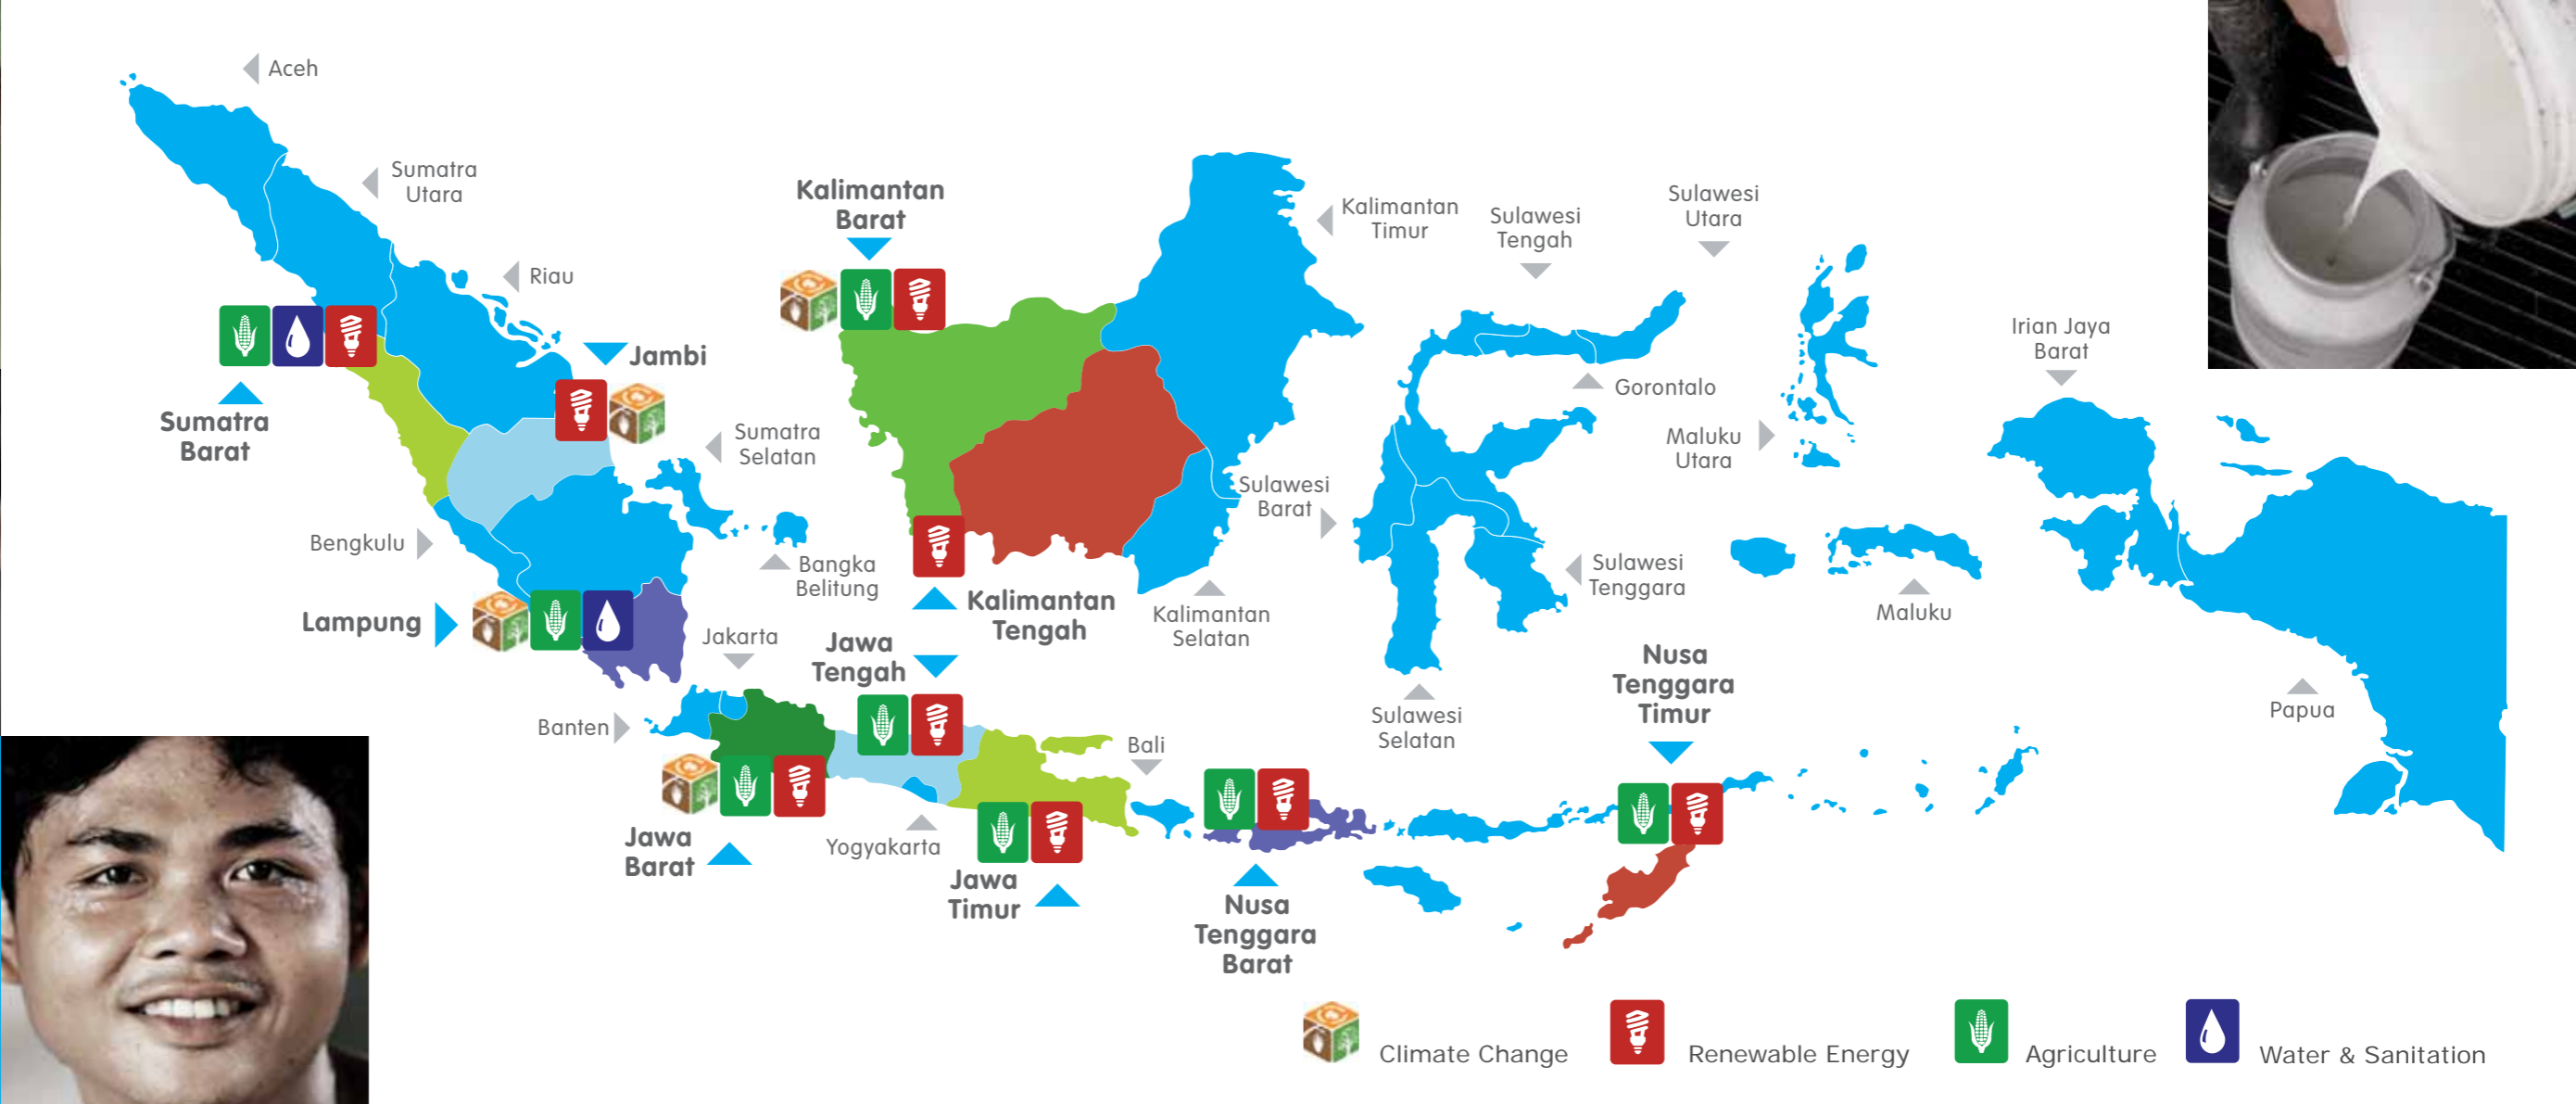 Aceh
Sumatra
Utara
Riau
Jambi
Sumatra
Barat
Sumatra
Selatan
Bengkulu
Bangka
Belitung
Lampung
Kalimantan
Barat
Kalimantan
Timur
Kalimantan
Tengah
Kalimantan
Selatan
Sulawesi
Tengah
Sulawesi
Utara
Gorontalo
Sulawesi
Barat
Sulawesi
Tenggara
Sulawesi
Selatan
Maluku
Utara
Maluku
Irian Jaya
Barat
Papua
Jakarta
Banten
Jawa
Tengah
Jawa
Barat
Yogyakarta
Jawa
Timur
Bali
Nusa
Tenggara
Barat
Nusa
Tenggara
Timur
Climate Change
Renewable Energy
Agriculture
Water & Sanitation